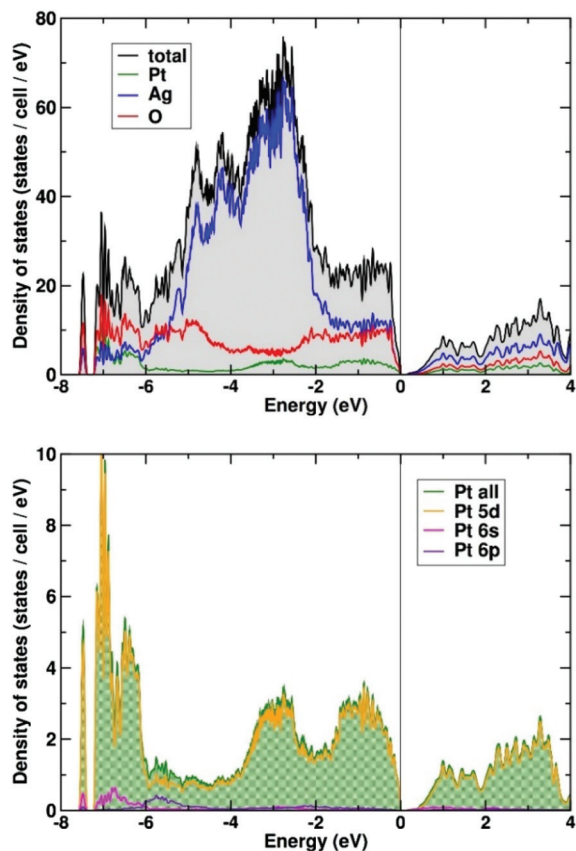 80
60
40
20
0
Density of states (states / cell / eV)
total
Pt
Ag
O
-8 -6 -4 -2 0 2 4
Energy (eV)
10
8
6
4
2
0
Density of states (states / cell / eV)
Pt all
Pt 5d
Pt 6s
Pt 6p
-8 -6 -4 -2 0 2 4
Energy (eV)